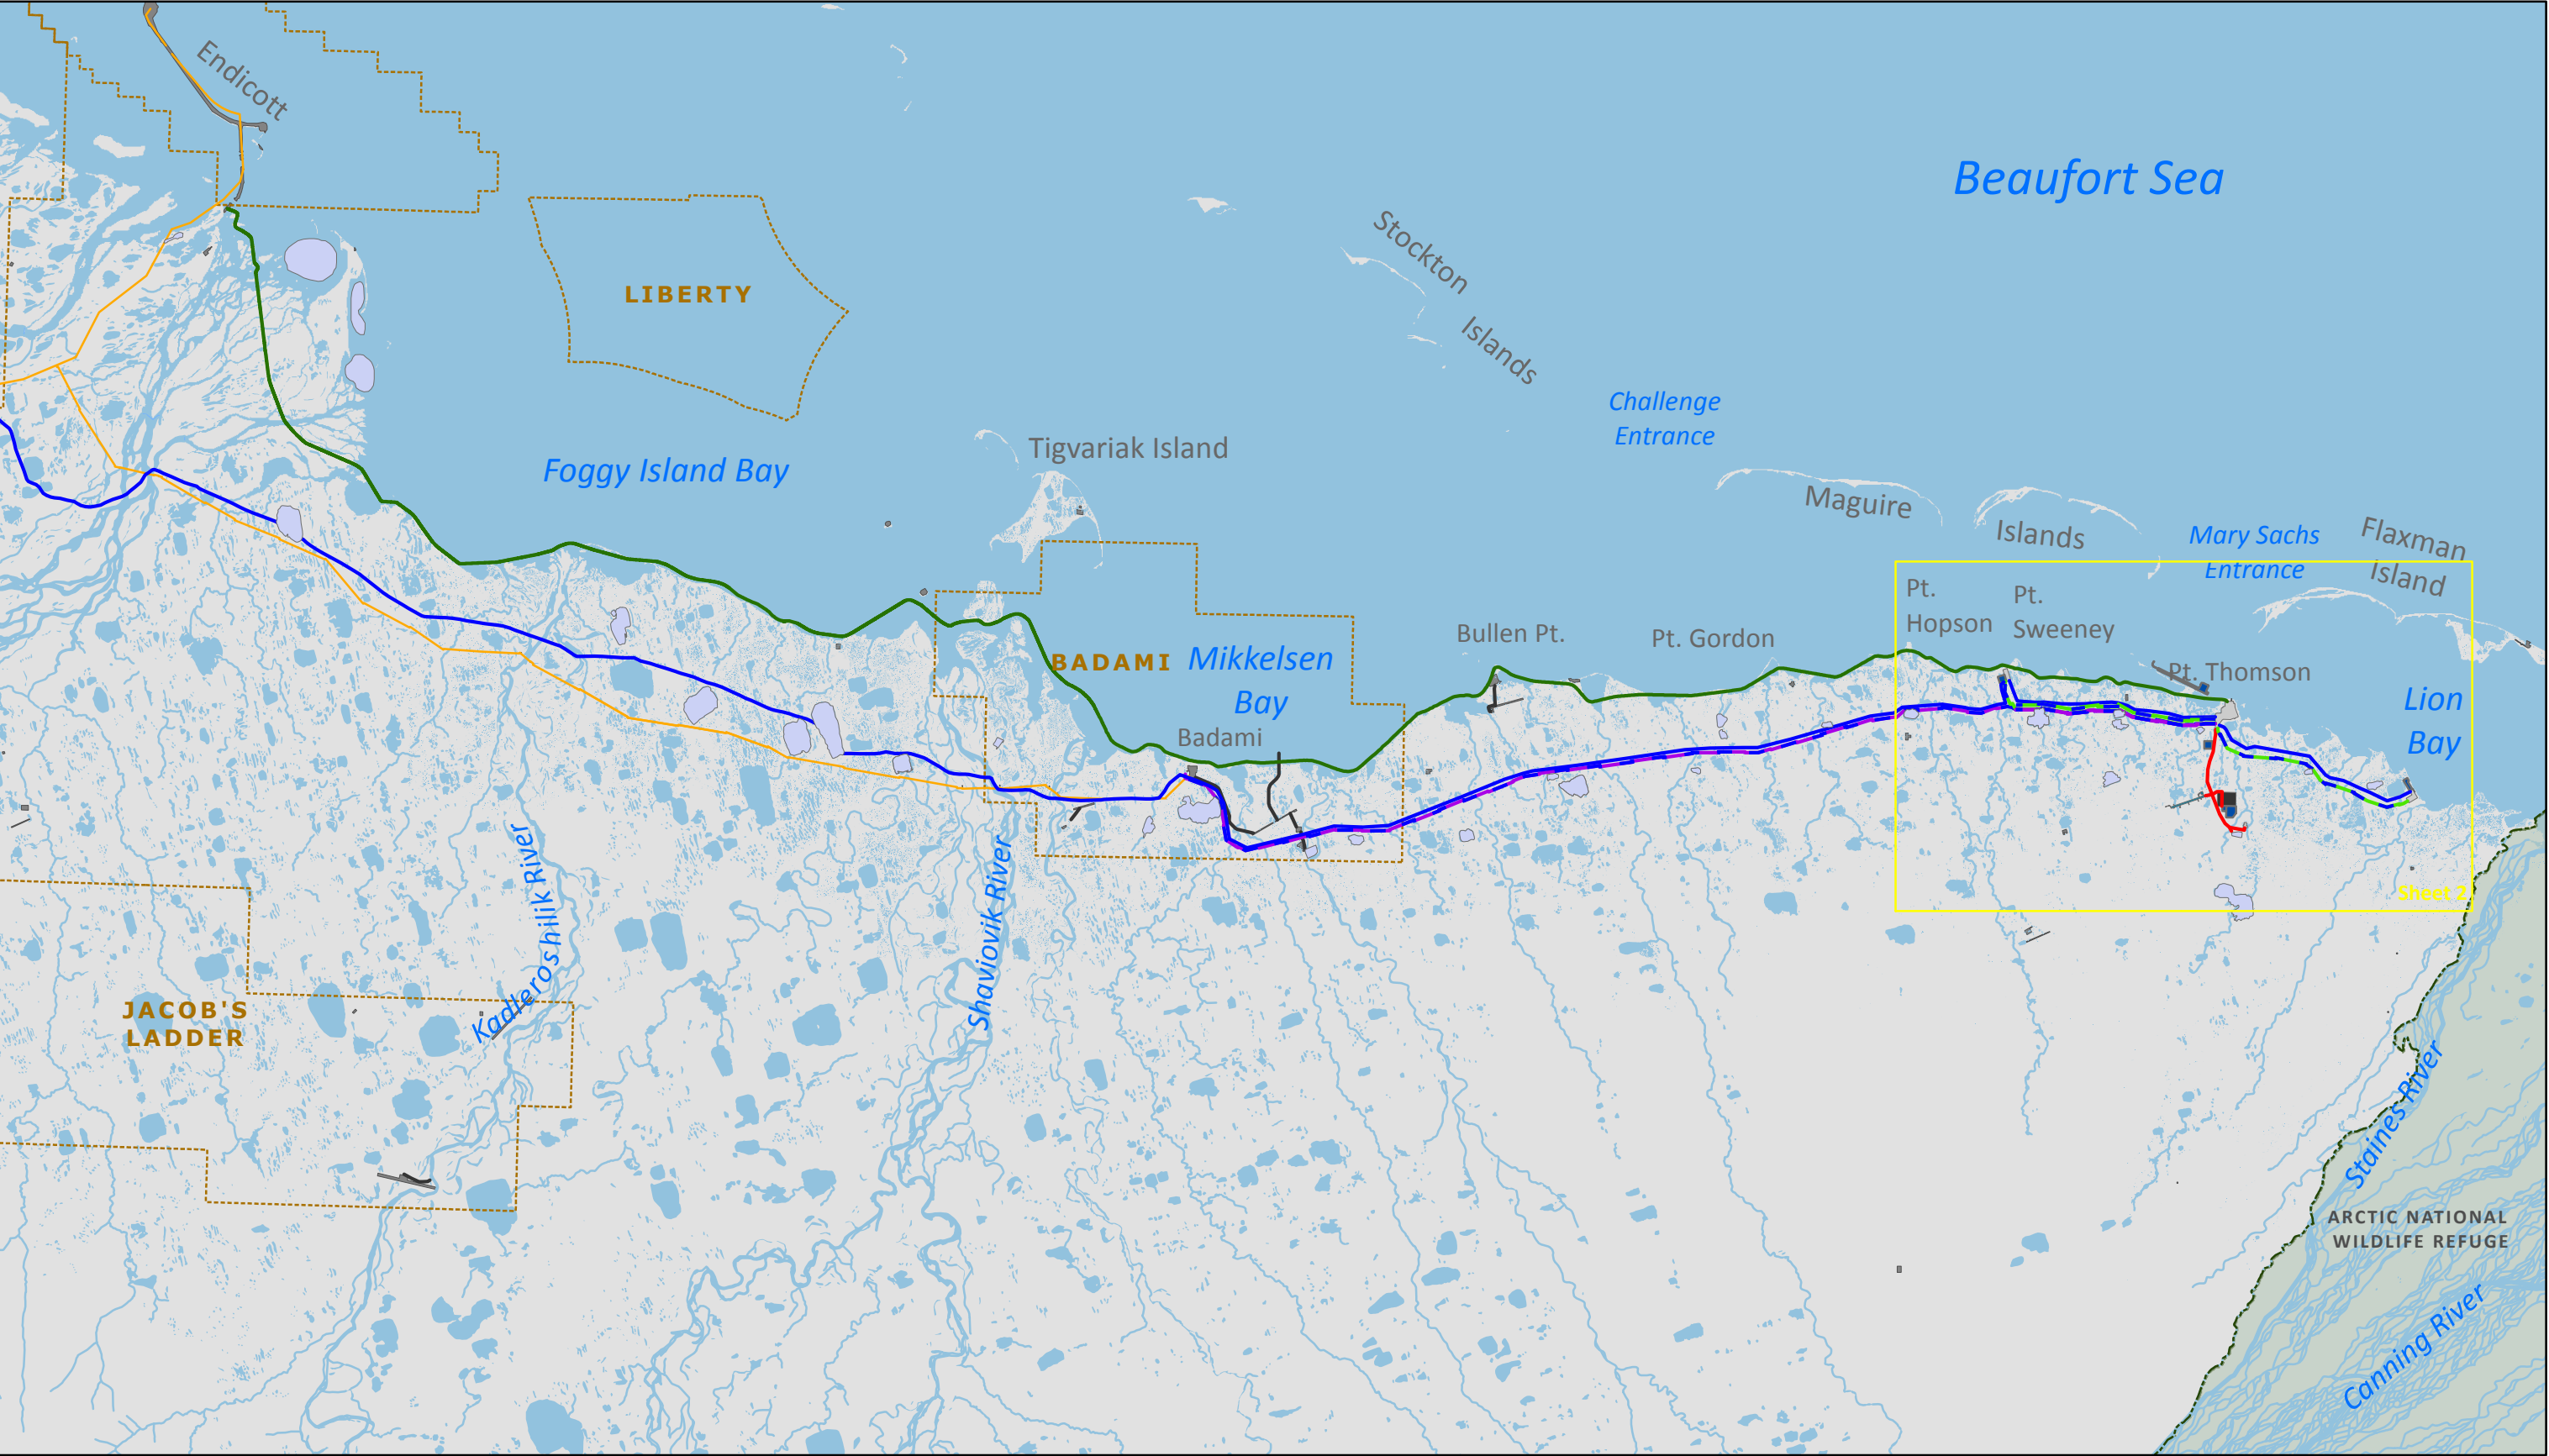 Endicott
Beaufort Sea
Stockton
Islands
LIBERTY
Challenge
Entrance
Tigvariak Island
Foggy Island Bay
Maguire
Islands
Mary Sachs
Entrance
Flaxman
Island
Pt.
Hopson
Pt.
Sweeney
Bullen Pt.
Pt. Gordon
BADAMI
Mikkelsen
Bay
Pt. Thomson
Lion
Bay
Badami
Sheet 2
Kadleroshilik River
Shaviovik River
JACOB'S
LADDER
Staines River
ARCTIC NATIONAL
WILDLIFE REFUGE
Canning River